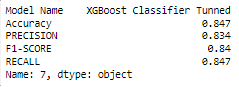 Model Name    XGBoost Classifier Tunned
Accuracy                          0.847
PRECISION                         0.834
F1-SCORE                           0.84
RECALL                            0.847
Name: 7, dtype: object